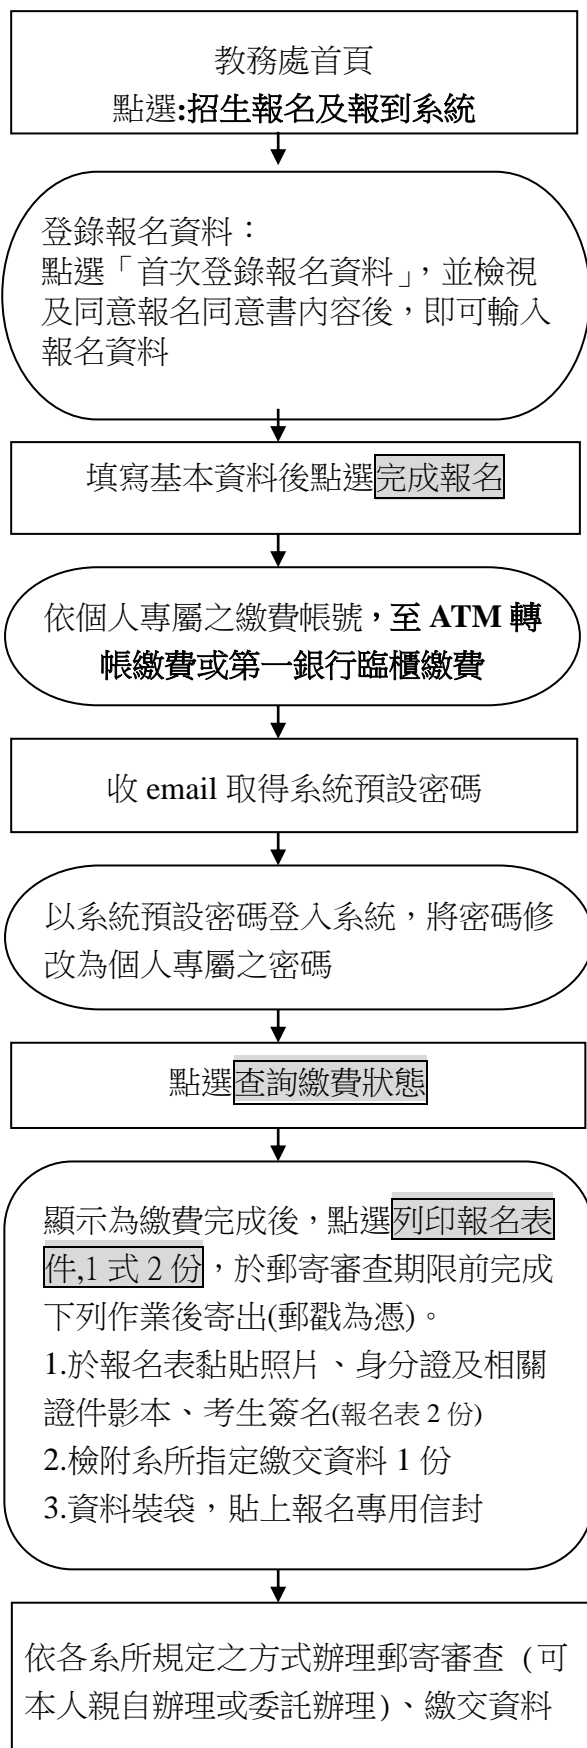 教務處首頁
點選:招生報名及報到系統
登錄報名資料：
點選「首次登錄報名資料」，並檢視
及同意報名同意書內容後，即可輸入
報名資料
填寫基本資料後點選完成報名
依個人專屬之繳費帳號，至 ATM 轉
帳繳費或第一銀行臨櫃繳費
收 email 取得系統預設密碼
以系統預設密碼登入系統，將密碼修
改為個人專屬之密碼
點選查詢繳費狀態
顯示為繳費完成後，點選列印報名表
件,1 式 2 份，於郵寄審查期限前完成
下列作業後寄出(郵戳為憑)。
1.於報名表黏貼照片、身分證及相關
證件影本、考生簽名(報名表 2 份)
2.檢附系所指定繳交資料 1 份
3.資料裝袋，貼上報名專用信封
依各系所規定之方式辦理郵寄審查 (可
本人親自辦理或委託辦理)、繳交資料